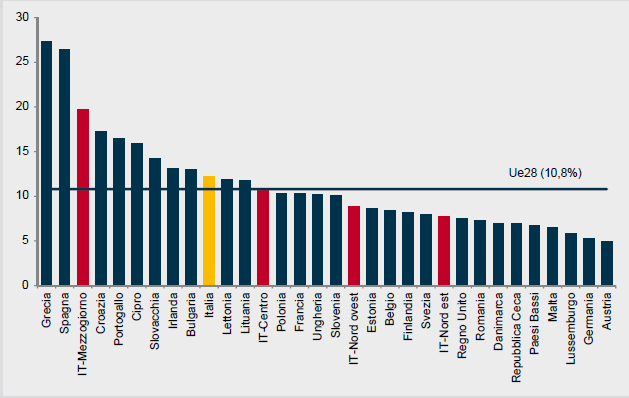 30
25
20
15
10
5
0
Ue28 (10,8%)
Grecia
Spagna
IT-Mezzogiorno
Croazia
Portogallo
Cipro
Slovacchia
Irlanda
Bulgaria
Italia
Lettonia
Lituania
IT-Centro
Polonia
Francia
Ungheria
Slovenia
IT-Nord ovest
Estonia
Belgio
Finlandia
Svezia
IT-Nord est
Regno Unito
Romania
Danimarca
Repubblica Ceca
Paesi Bassi
Malta
Lussemburgo
Germania
Austria